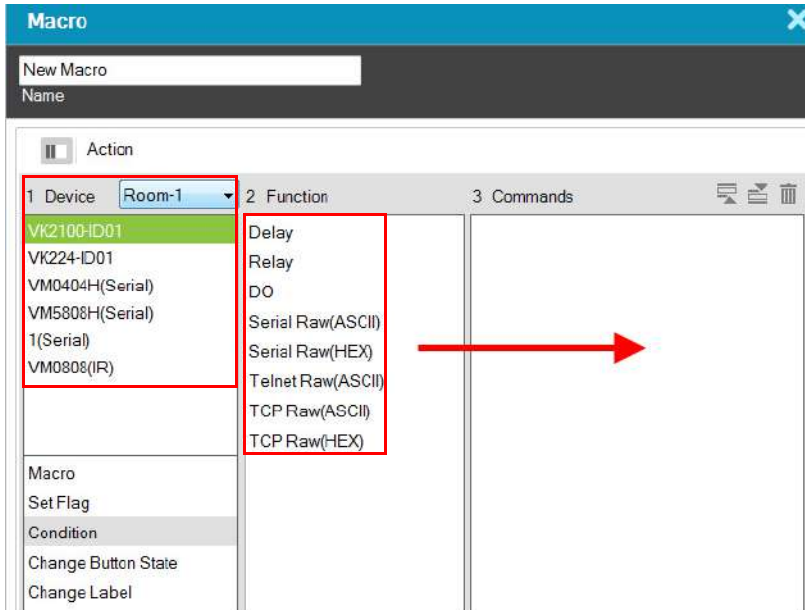 Macro
New Macro
Name
Action
1 Device Room-1
2 Function
3 Commands
VK2100-ID01
VK224-ID01
VM0404H(Serial)
VM5808H(Serial)
1(Serial)
VM0808(IR)
Macro
Set Flag
Condition
Change Button State
Change Label
Delay
Relay
DO
Serial Raw(ASCII)
Serial Raw(HEX)
Telnet Raw(ASCII)
TCP Raw(ASCII)
TCP Raw(HEX)